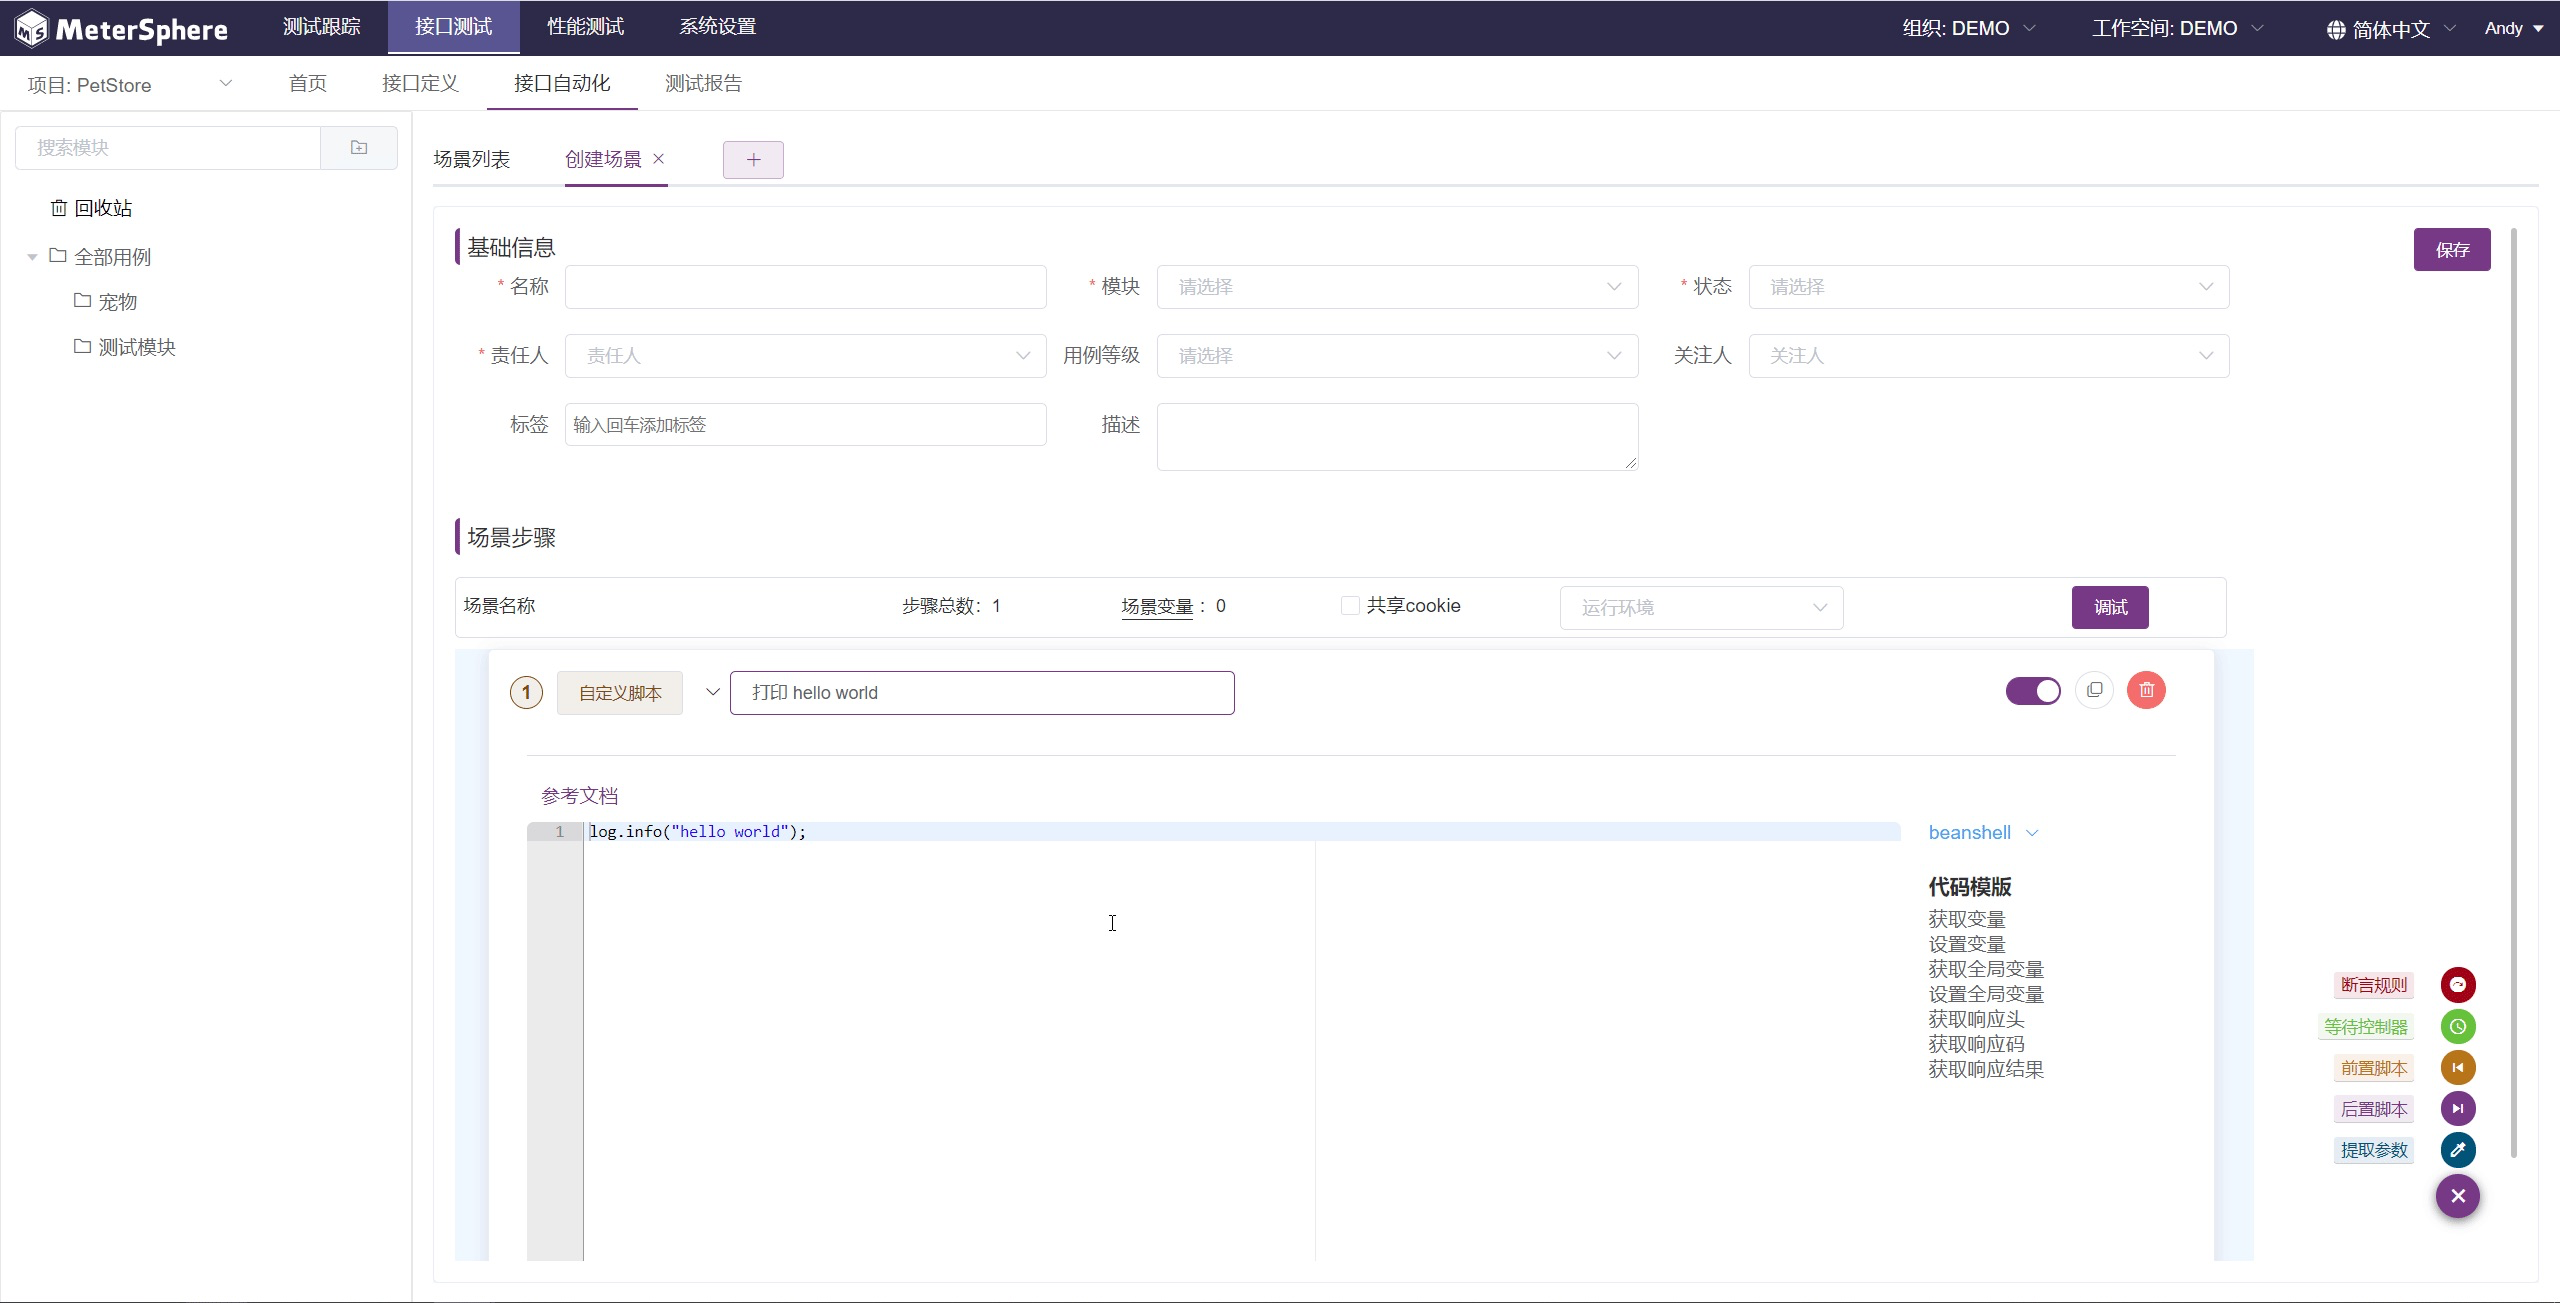 MeterSphere 测试跟踪 接口测试 性能测试 系统设置 组织: DEMO 工作空间: DEMO 简体中文 Andy
项目: PetStore 首页 接口定义 接口自动化 测试报告
搜索模块
回收站
全部用例
宠物
测试模块
场景列表 创建场景
基础信息 保存
* 名称 * 模块 请选择 * 状态 请选择
* 责任人 责任人 用例等级 请选择 关注人 关注人
标签 输入回车添加标签 描述
场景步骤
场景名称 步骤总数：1 场景变量：0 共享cookie 运行环境 调试
1 自定义脚本 打印 hello world
参考文档
1 log.info("hello world"); beanshell
代码模版
获取变量
设置变量
获取全局变量
设置全局变量
获取响应头
获取响应码
获取响应结果
断言规则
等待控制器
前置脚本
后置脚本
提取参数